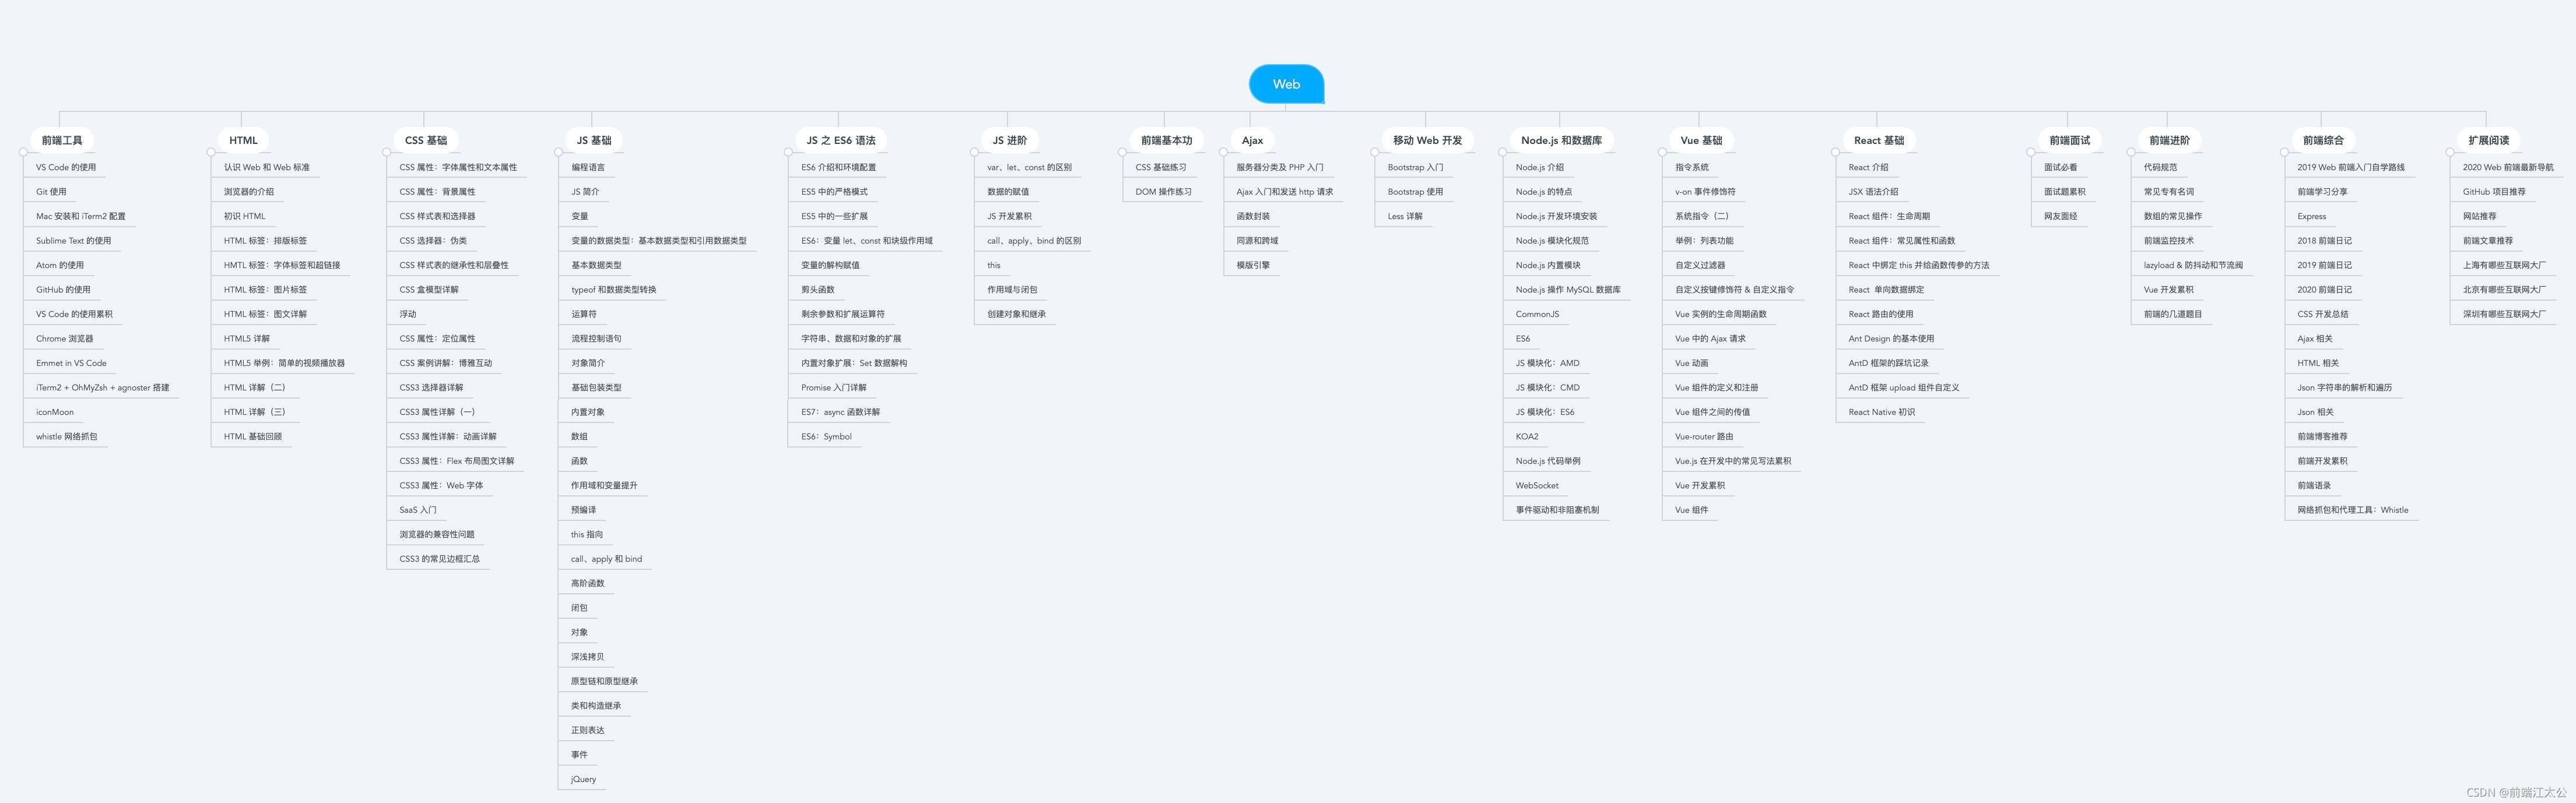 Web
前端工具
VS Code 的使用
Git 使用
Mac 安装和 iTerm2 配置
Sublime Text 的使用
Atom 的使用
GitHub 的使用
VS Code 的使用累积
Chrome 浏览器
Emmet in VS Code
iTerm2 + OhMyZsh + agnoster 搭建
iconMoon
whistle 网络抓包
HTML
认识 Web 和 Web 标准
浏览器的介绍
初识 HTML
HTML 标签：排版标签
HMTL 标签：字体标签和超链接
HTML 标签：图片标签
HTML 标签：图文详解
HTML5 详解
HTML5 举例：简单的视频播放器
HTML 详解（二）
HTML 详解（三）
HTML 基础回顾
CSS 基础
CSS 属性：字体属性和文本属性
CSS 属性：背景属性
CSS 样式表和选择器
CSS 选择器：伪类
CSS 样式表的继承性和层叠性
CSS 盒模型详解
浮动
CSS 属性：定位属性
CSS 案例讲解：博雅互动
CSS3 选择器详解
CSS3 属性详解（一）
CSS3 属性详解：动画详解
CSS3 属性：Flex 布局图文详解
CSS3 属性：Web 字体
SaaS 入门
浏览器的兼容性问题
CSS3 的常见边框汇总
JS 基础
编程语言
JS 简介
变量
变量的数据类型：基本数据类型和引用数据类型
基本数据类型
typeof 和数据类型转换
运算符
流程控制语句
对象简介
基础包装类型
内置对象
数组
函数
作用域和变量提升
预编译
this 指向
call、apply 和 bind
高阶函数
闭包
对象
深浅拷贝
原型链和原型继承
类和构造继承
正则表达
事件
jQuery
JS 之 ES6 语法
ES6 介绍和环境配置
ES5 中的严格模式
ES5 中的一些扩展
ES6：变量 let、const 和块级作用域
变量的解构赋值
剪头函数
剩余参数和扩展运算符
字符串、数据和对象的扩展
内置对象扩展：Set 数据解构
Promise 入门详解
ES7：async 函数详解
ES6：Symbol
JS 进阶
var、let、const 的区别
数据的赋值
JS 开发累积
call、apply、bind 的区别
this
作用域与闭包
创建对象和继承
前端基本功
CSS 基础练习
DOM 操作练习
Ajax
服务器分类及 PHP 入门
Ajax 入门和发送 http 请求
函数封装
同源和跨域
模版引擎
移动 Web 开发
Bootstrap 入门
Bootstrap 使用
Less 详解
Node.js 和数据库
Node.js 介绍
Node.js 的特点
Node.js 开发环境安装
Node.js 模块化规范
Node.js 内置模块
Node.js 操作 MySQL 数据库
CommonJS
ES6
JS 模块化：AMD
JS 模块化：CMD
JS 模块化：ES6
KOA2
Node.js 代码举例
WebSocket
事件驱动和非阻塞机制
Vue 基础
指令系统
v-on 事件修饰符
系统指令（二）
举例：列表功能
自定义过滤器
自定义按键修饰符 & 自定义指令
Vue 实例的生命周期函数
Vue 中的 Ajax 请求
Vue 动画
Vue 组件的定义和注册
Vue 组件之间的传值
Vue-router 路由
Vue.js 在开发中的常见写法累积
Vue 开发累积
Vue 组件
React 基础
React 介绍
JSX 语法介绍
React 组件：生命周期
React 组件：常见属性和函数
React 中绑定 this 并给函数传参的方法
React 单向数据绑定
React 路由的使用
Ant Design 的基本使用
AntD 框架的踩坑记录
AntD 框架 upload 组件自定义
React Native 初识
前端面试
面试必看
面试题累积
网友面经
前端进阶
代码规范
常见专有名词
数组的常见操作
前端监控技术
lazyload & 防抖动和节流阀
Vue 开发累积
前端的几道题目
前端综合
2019 Web 前端入门自学路线
前端学习分享
Express
2018 前端日记
2019 前端日记
2020 前端日记
CSS 开发总结
Ajax 相关
HTML 相关
Json 字符串的解析和遍历
Json 相关
前端博客推荐
前端开发累积
前端语录
网络抓包和代理工具：Whistle
扩展阅读
2020 Web 前端最新导航
GitHub 项目推荐
网站推荐
前端文章推荐
上海有哪些互联网大厂
北京有哪些互联网大厂
深圳有哪些互联网大厂
CSDN @前端江太公